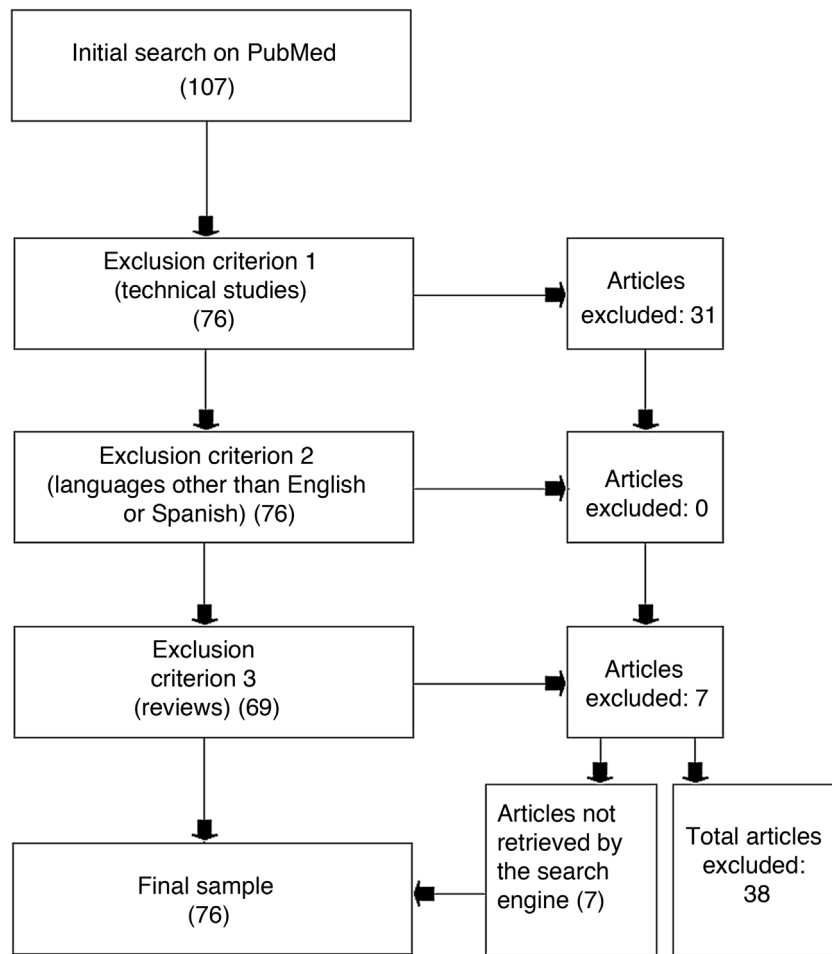 Initial search on PubMed
(107)
Exclusion criterion 1
(technical studies)
(76)
Articles
excluded: 31
Exclusion criterion 2
(languages other than English
or Spanish) (76)
Articles
excluded: 0
Exclusion
criterion 3
(reviews) (69)
Articles
excluded: 7
Articles not
retrieved by
the search
engine (7)
Total articles
excluded:
38
Final sample
(76)